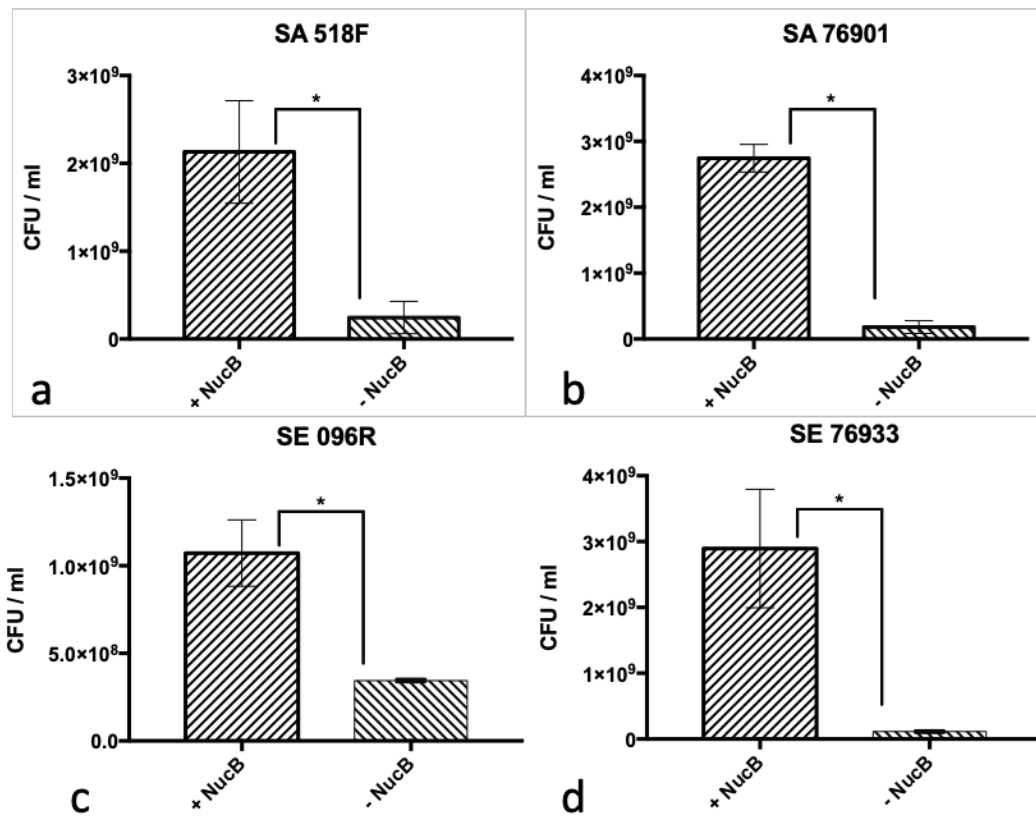 SA 518F
3×10⁹
2×10⁹
1×10⁹
0
CFU / ml
*
+ NucB
- NucB
a
SA 76901
4×10⁹
3×10⁹
2×10⁹
1×10⁹
0
CFU / ml
*
+ NucB
- NucB
b
SE 096R
1.5×10⁹
1.0×10⁹
5.0×10⁸
0.0
CFU / ml
*
+ NucB
- NucB
c
SE 76933
4×10⁹
3×10⁹
2×10⁹
1×10⁹
0
CFU / ml
*
+ NucB
- NucB
d